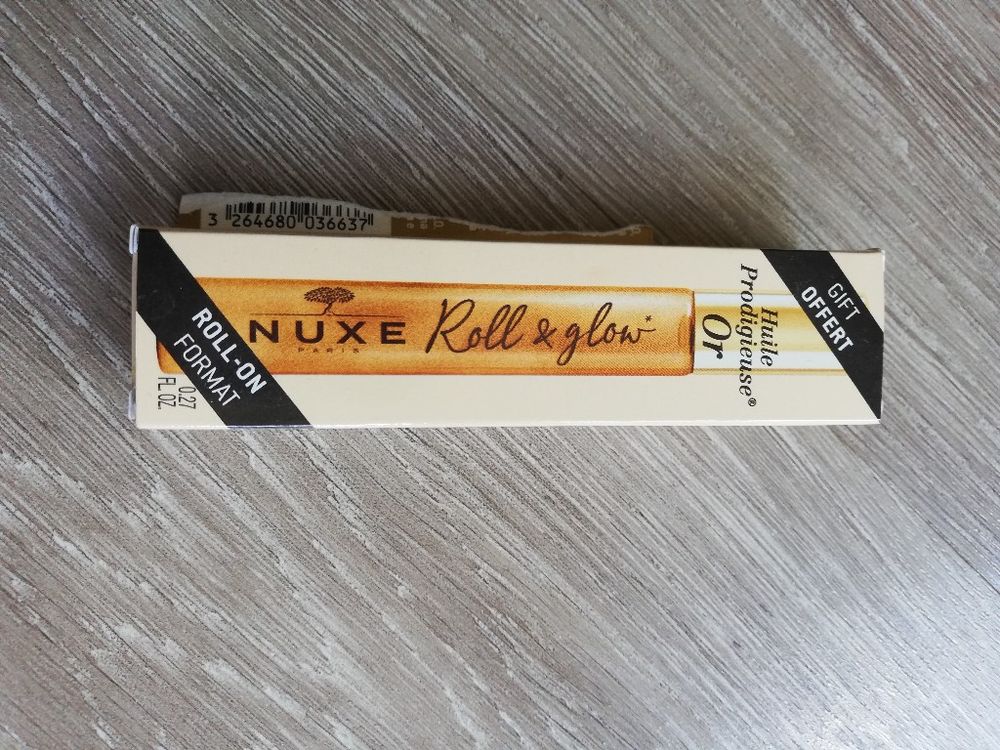 3 264680 036637
NUXE
PARIS
Roll & glow*
Huile
Prodigieuse®
Or
GIFT
OFFERT
ROLL-ON
FORMAT
0.27
FL.OZ.